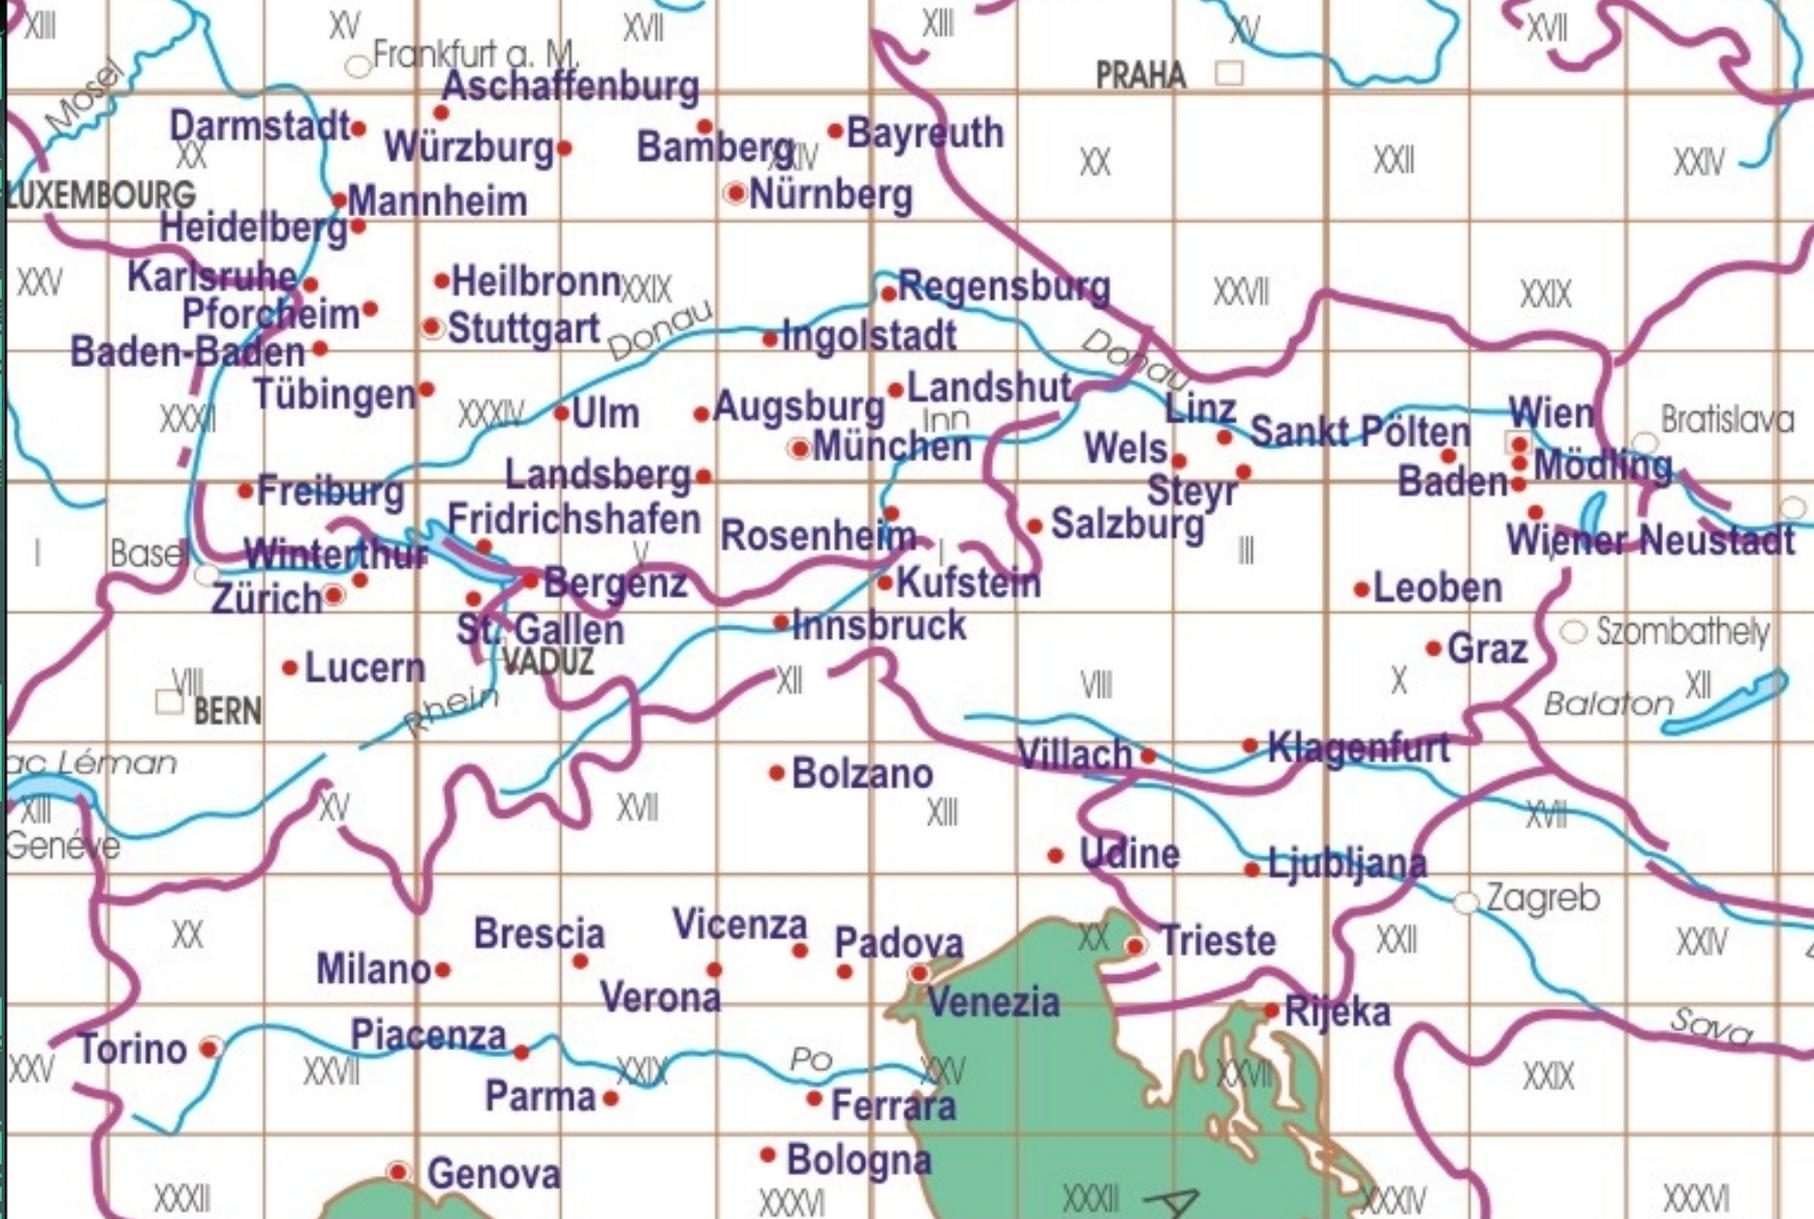 XIII
XV
XVII
XIII
XV
XVII
Frankfurt a. M.
PRAHA
Mosel
Aschaffenburg
Darmstadt
Würzburg
Bamberg
Bayreuth
XX
XXIV
XX
XXII
XXIV
LUXEMBOURG
Mannheim
Nürnberg
Heidelberg
Karlsruhe
XXV
Heilbronn
XXIX
Regensburg
XXVII
XXIX
Pforcheim
Stuttgart
Donau
Ingolstadt
Donau
Baden-Baden
Tübingen
Landshut
XXXII
XXXIV
Ulm
Augsburg
Inn
Linz
Wien
Bratislava
München
Wels
Sankt Pölten
Mödling
Landsberg
Steyr
Baden
Freiburg
Fridrichshafen
Rosenheim
Salzburg
Wiener Neustadt
I
Basel
Winterthur
V
I
III
V
Zürich
Bergenz
Kufstein
Leoben
St. Gallen
Innsbruck
Szombathely
Lucern
VADUZ
Graz
VIII
XII
VIII
X
XII
BERN
Rhein
Balaton
ac Léman
Villach
Klagenfurt
Bolzano
XIII
XV
XVII
XIII
XVII
Genéve
Udine
Ljubljana
Zagreb
XX
Brescia
Vicenza
Padova
XX
Trieste
XXII
XXIV
Milano
Verona
Venezia
Rijeka
Torino
Piacenza
Sava
XXV
XXVII
XXIX
Po
XXV
XXVII
XXIX
Parma
Ferrara
Genova
Bologna
XXXII
XXXVI
XXXII
A
XXXIV
XXXVI